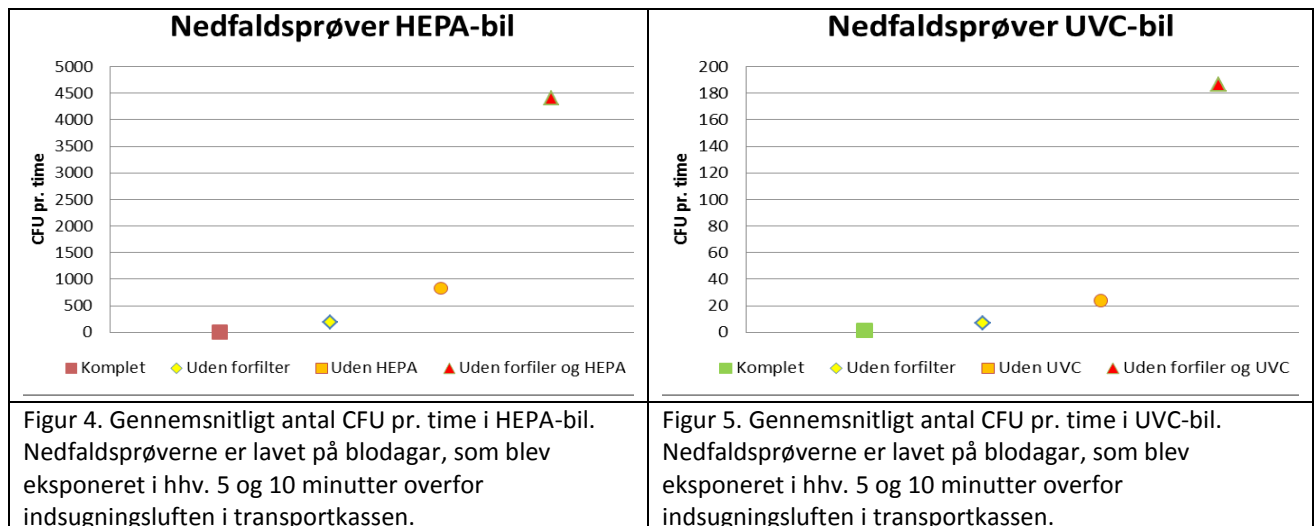 Nedfaldsprøver HEPA-bil
CFU pr. time
5000
4500
4000
3500
3000
2500
2000
1500
1000
500
0
Komplet Uden forfilter Uden HEPA Uden forfiler og HEPA
Figur 4. Gennemsnitligt antal CFU pr. time i HEPA-bil.
Nedfaldsprøverne er lavet på blodagar, som blev
eksponeret i hhv. 5 og 10 minutter overfor
indsugningsluften i transportkassen.
Nedfaldsprøver UVC-bil
CFU pr. time
200
180
160
140
120
100
80
60
40
20
0
Komplet Uden forfilter Uden UVC Uden forfiler og UVC
Figur 5. Gennemsnitligt antal CFU pr. time i UVC-bil.
Nedfaldsprøverne er lavet på blodagar, som blev
eksponeret i hhv. 5 og 10 minutter overfor
indsugningsluften i transportkassen.